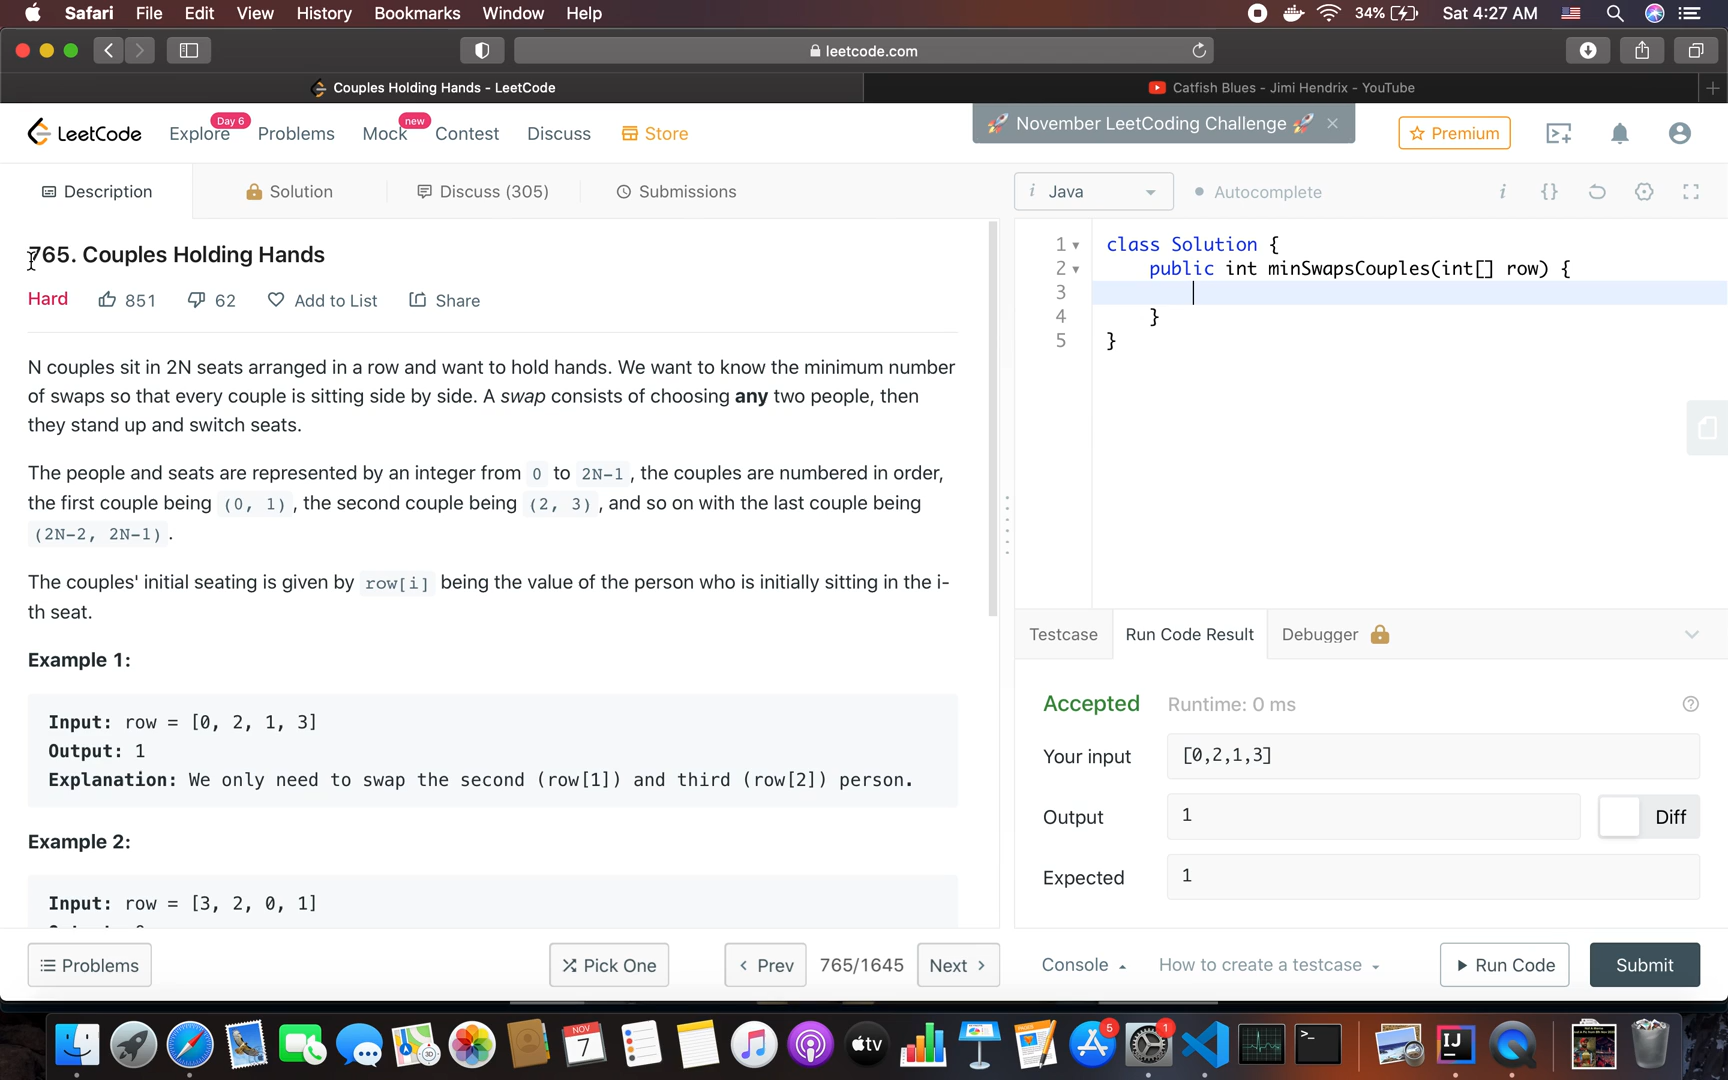 Safari File Edit View History Bookmarks Window Help
34% Sat 4:27 AM
leetcode.com
Couples Holding Hands - LeetCode
Catfish Blues - Jimi Hendrix - YouTube
LeetCode Explore Day 6 Problems Mock new Contest Discuss Store
🚀 November LeetCoding Challenge 🚀 ×
Premium
Description Solution Discuss (305) Submissions
i Java Autocomplete i {}
765. Couples Holding Hands
Hard 851 62 Add to List Share
N couples sit in 2N seats arranged in a row and want to hold hands. We want to know the minimum number
of swaps so that every couple is sitting side by side. A swap consists of choosing any two people, then
they stand up and switch seats.
The people and seats are represented by an integer from 0 to 2N-1, the couples are numbered in order,
the first couple being (0, 1), the second couple being (2, 3), and so on with the last couple being
(2N-2, 2N-1).
The couples' initial seating is given by row[i] being the value of the person who is initially sitting in the i-
th seat.
Example 1:
Input: row = [0, 2, 1, 3]
Output: 1
Explanation: We only need to swap the second (row[1]) and third (row[2]) person.
Example 2:
Input: row = [3, 2, 0, 1]
1 class Solution {
2 public int minSwapsCouples(int[] row) {
3
4 }
5 }
Testcase Run Code Result Debugger
Accepted Runtime: 0 ms
Your input [0,2,1,3]
Output 1 Diff
Expected 1
Problems Pick One Prev 765/1645 Next
Console How to create a testcase Run Code Submit
3D
NOV
7
tv
5
1
>_
IJ